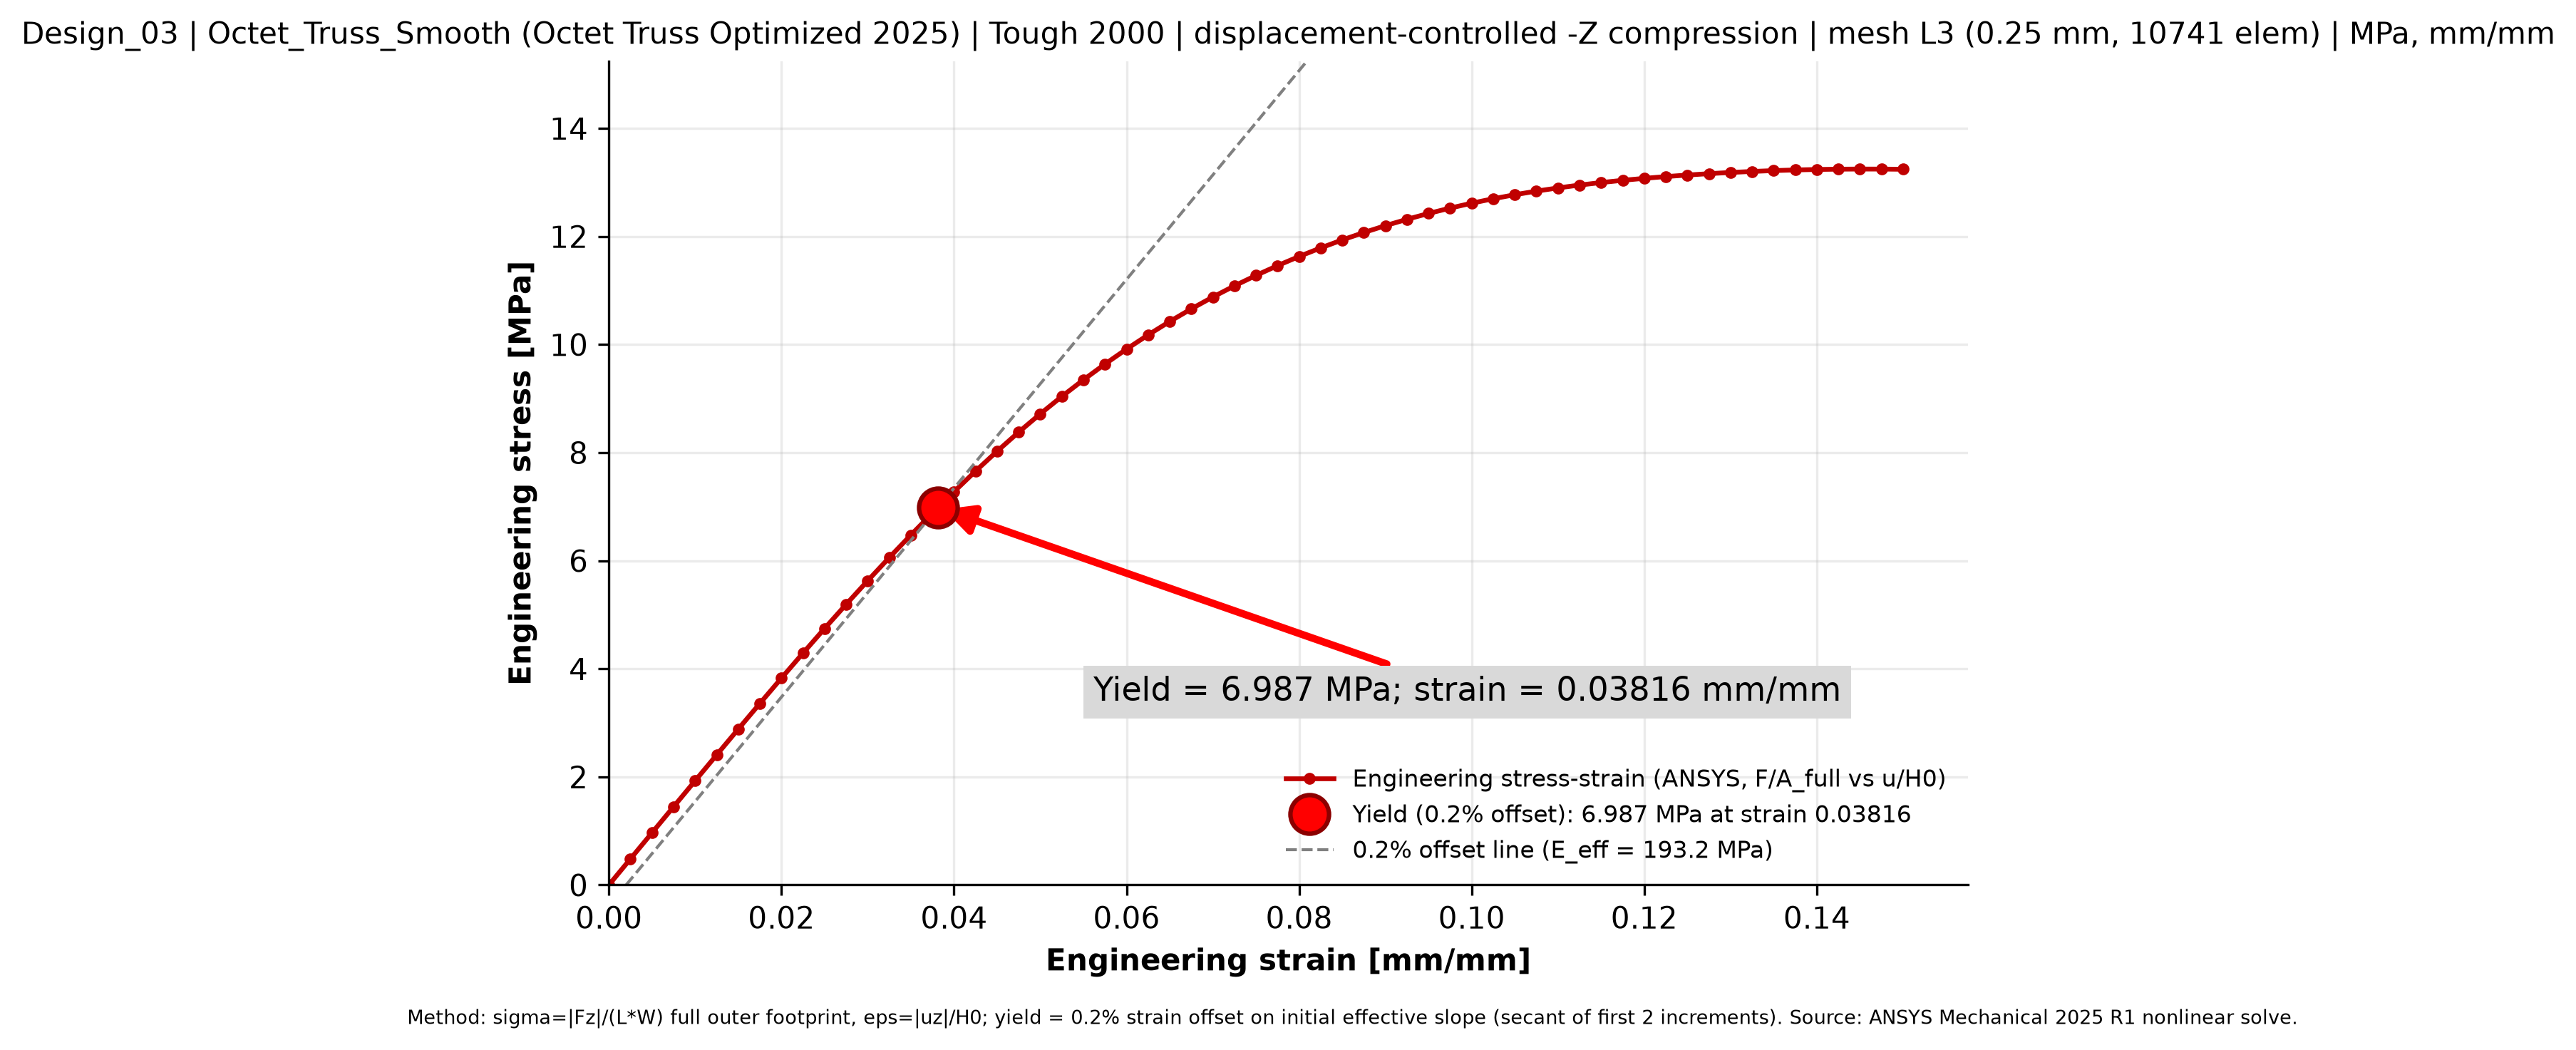 Design_03 | Octet_Truss_Smooth (Octet Truss Optimized 2025) | Tough 2000 | displacement-controlled -Z compression | mesh L3 (0.25 mm, 10741 elem) | MPa, mm/mm
Engineering stress [MPa]
14
12
10
8
6
4
2
0
Yield = 6.987 MPa; strain = 0.03816 mm/mm
Engineering stress-strain (ANSYS, F/A_full vs u/H0)
Yield (0.2% offset): 6.987 MPa at strain 0.03816
0.2% offset line (E_eff = 193.2 MPa)
0.00 0.02 0.04 0.06 0.08 0.10 0.12 0.14
Engineering strain [mm/mm]
Method: sigma=|Fz|/(L*W) full outer footprint, eps=|uz|/H0; yield = 0.2% strain offset on initial effective slope (secant of first 2 increments). Source: ANSYS Mechanical 2025 R1 nonlinear solve.